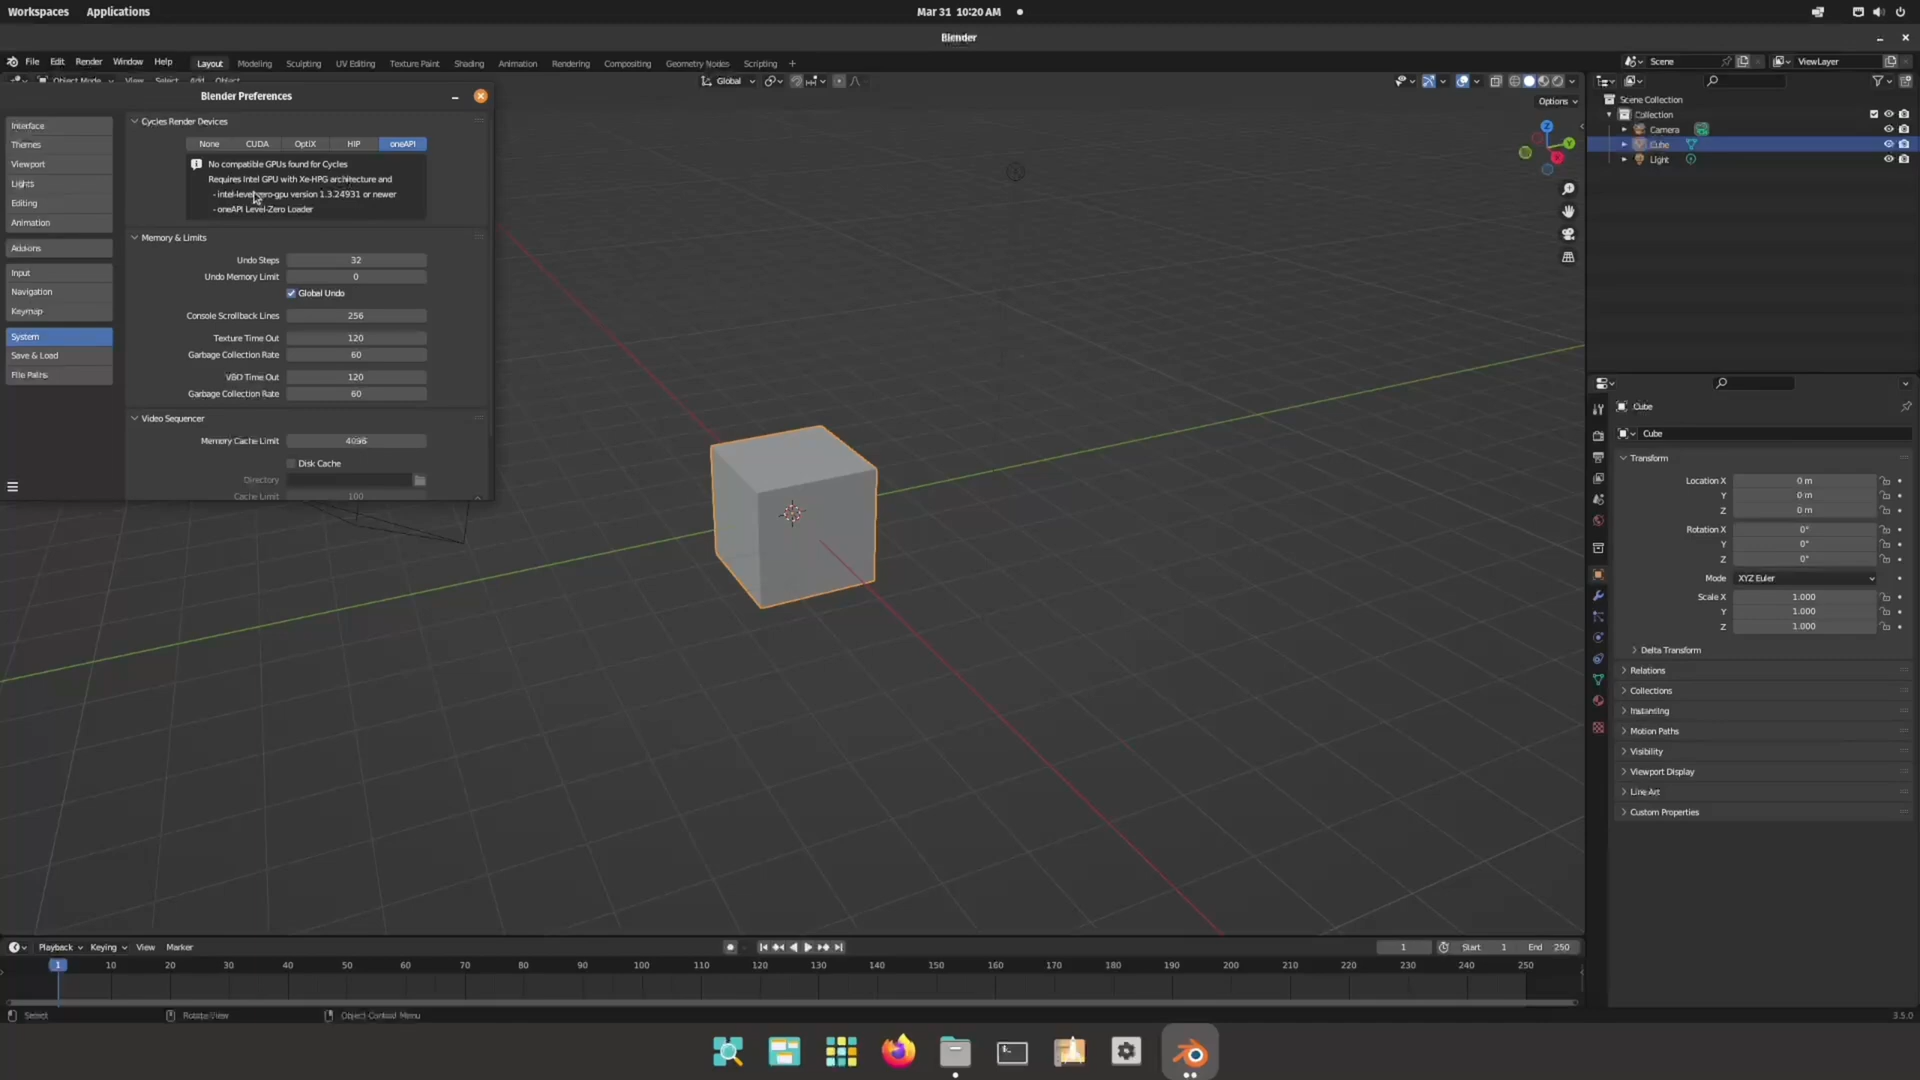 Workspaces Applications Mar 31 10:20 AM
Blender
File Edit Render Window Help Layout Modeling Sculpting UV Editing Texture Paint Shading Animation Rendering Compositing Geometry Nodes Scripting + Scene ViewLayer
Object Mode View Select Add Object Global
Options
Blender Preferences
Interface
Themes
Viewport
Lights
Editing
Animation
Add-ons
Input
Navigation
Keymap
System
Save & Load
File Paths
Cycles Render Devices
None CUDA OptiX HIP oneAPI
No compatible GPUs found for Cycles
Requires Intel GPU with Xe-HPG architecture and
- intel-level-zero-gpu version 1.3.24931 or newer
- oneAPI Level-Zero Loader
Memory & Limits
Undo Steps 32
Undo Memory Limit 0
Global Undo
Console Scrollback Lines 256
Texture Time Out 120
Garbage Collection Rate 60
VBO Time Out 120
Garbage Collection Rate 60
Video Sequencer
Memory Cache Limit 4096
Disk Cache
Directory
Cache Limit 100
Z
Y
X
Scene Collection
Collection
Camera
Cube
Light
Cube
Cube
Transform
Location X 0 m
Y 0 m
Z 0 m
Rotation X 0°
Y 0°
Z 0°
Mode XYZ Euler
Scale X 1.000
Y 1.000
Z 1.000
Delta Transform
Relations
Collections
Instancing
Motion Paths
Visibility
Viewport Display
Line Art
Custom Properties
Playback Keying View Marker 1 Start 1 End 250
1 10 20 30 40 50 60 70 80 90 100 110 120 130 140 150 160 170 180 190 200 210 220 230 240 250
Select Rotate View Object Context Menu 3.5.0